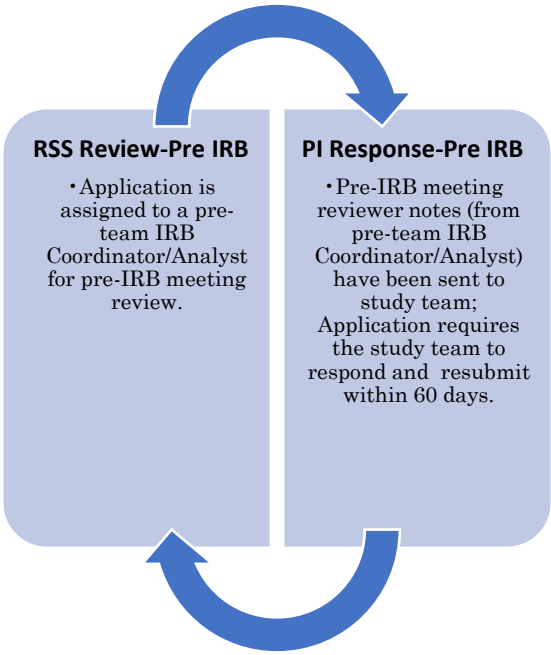 RSS Review-Pre IRB
•Application is
assigned to a pre-
team IRB
Coordinator/Analyst
for pre-IRB meeting
review.
PI Response-Pre IRB
•Pre-IRB meeting
reviewer notes (from
pre-team IRB
Coordinator/Analyst)
have been sent to
study team;
Application requires
the study team to
respond and  resubmit
within 60 days.